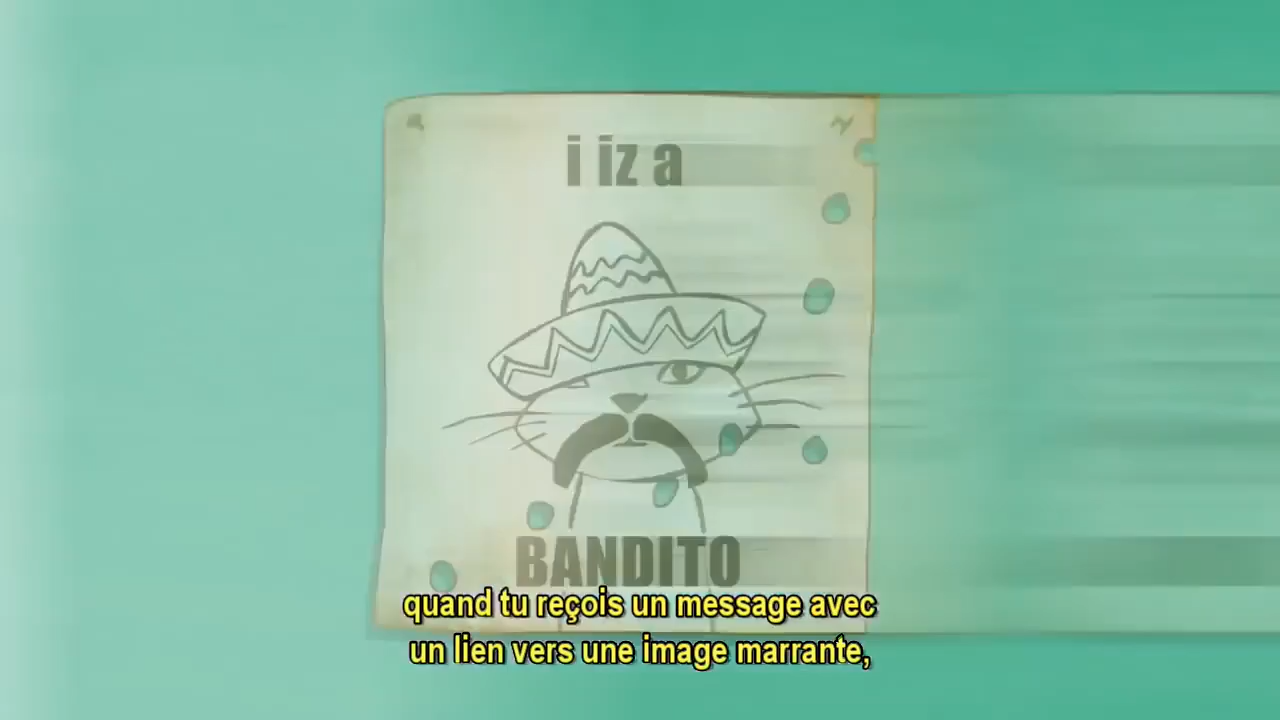 i iz a
BANDITO
quand tu reçois un message avec
un lien vers une image marrante,